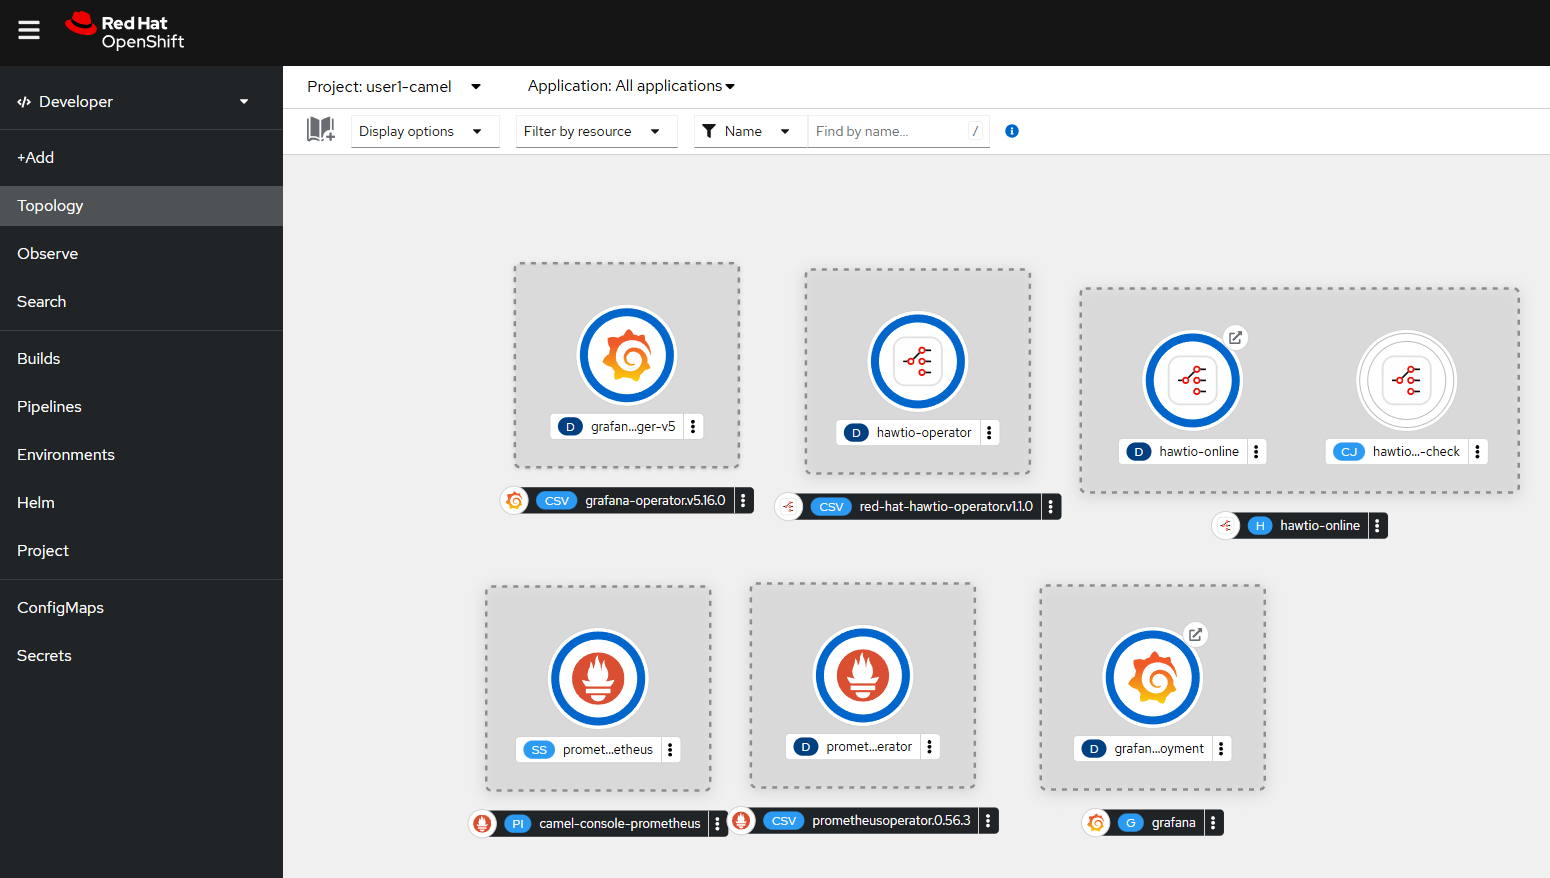 Red Hat
OpenShift
Developer
+Add
Topology
Observe
Search
Builds
Pipelines
Environments
Helm
Project
ConfigMaps
Secrets
Project: user1-camel
Application: All applications
Display options
Filter by resource
Name
Find by name...
/
i
D grafan...ger-v5
CSV grafana-operator.v5.16.0
D hawtio-operator
CSV red-hat-hawtio-operator.v1.1.0
D hawtio-online
CJ hawtio...-check
H hawtio-online
SS promet...etheus
PI camel-console-prometheus
D promet...erator
CSV prometheusoperator.0.56.3
D grafan...oyment
G grafana